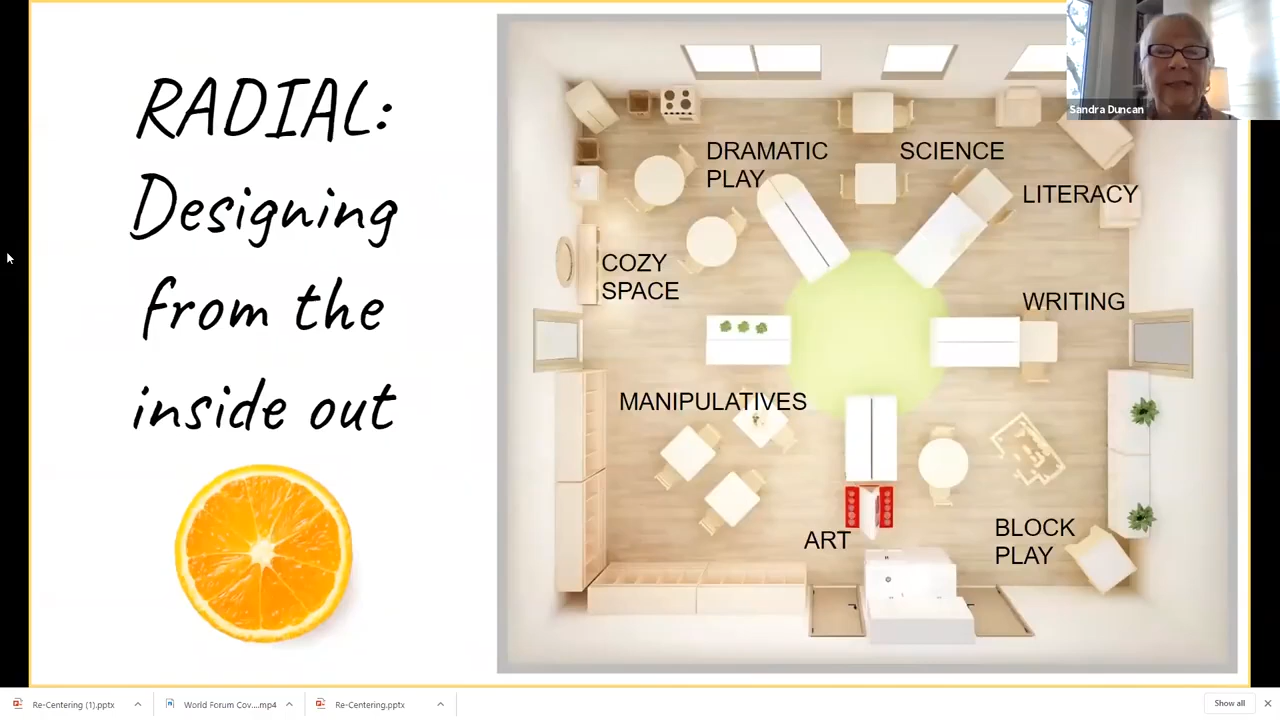 RADIAL:
Designing
from the
inside out
DRAMATIC
PLAY
SCIENCE
LITERACY
COZY
SPACE
WRITING
MANIPULATIVES
ART
BLOCK
PLAY
Sandra Duncan
Re-Centering (1).pptx
World Forum Cov....mp4
Re-Centering.pptx
Show all